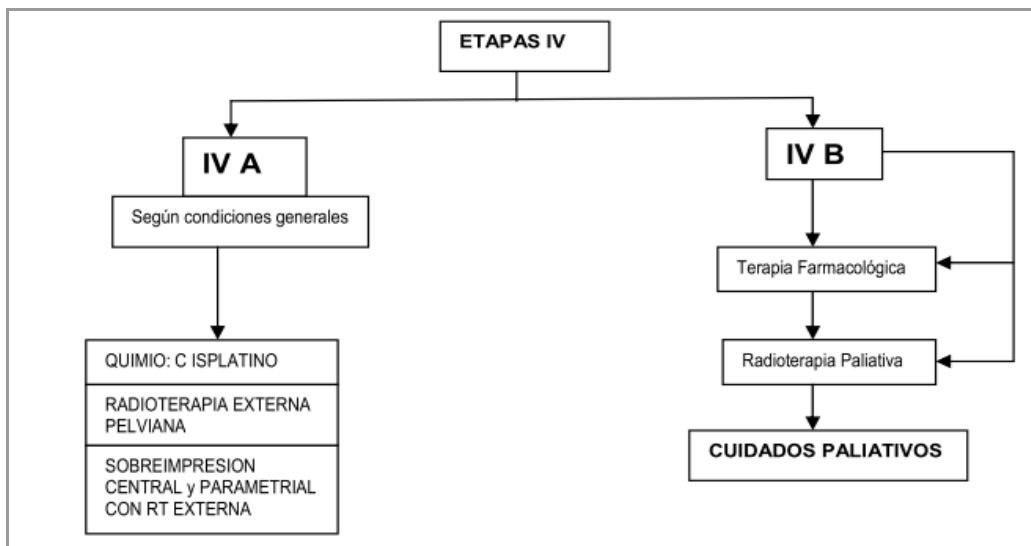 ETAPAS IV
IV A
IV B
Según condiciones generales
Terapia Farmacológica
QUIMIO: C ISPLATINO
Radioterapia Paliativa
RADIOTERAPIA EXTERNA
PELVIANA
CUIDADOS PALIATIVOS
SOBREIMPRESION
CENTRAL y PARAMETRIAL
CON RT EXTERNA